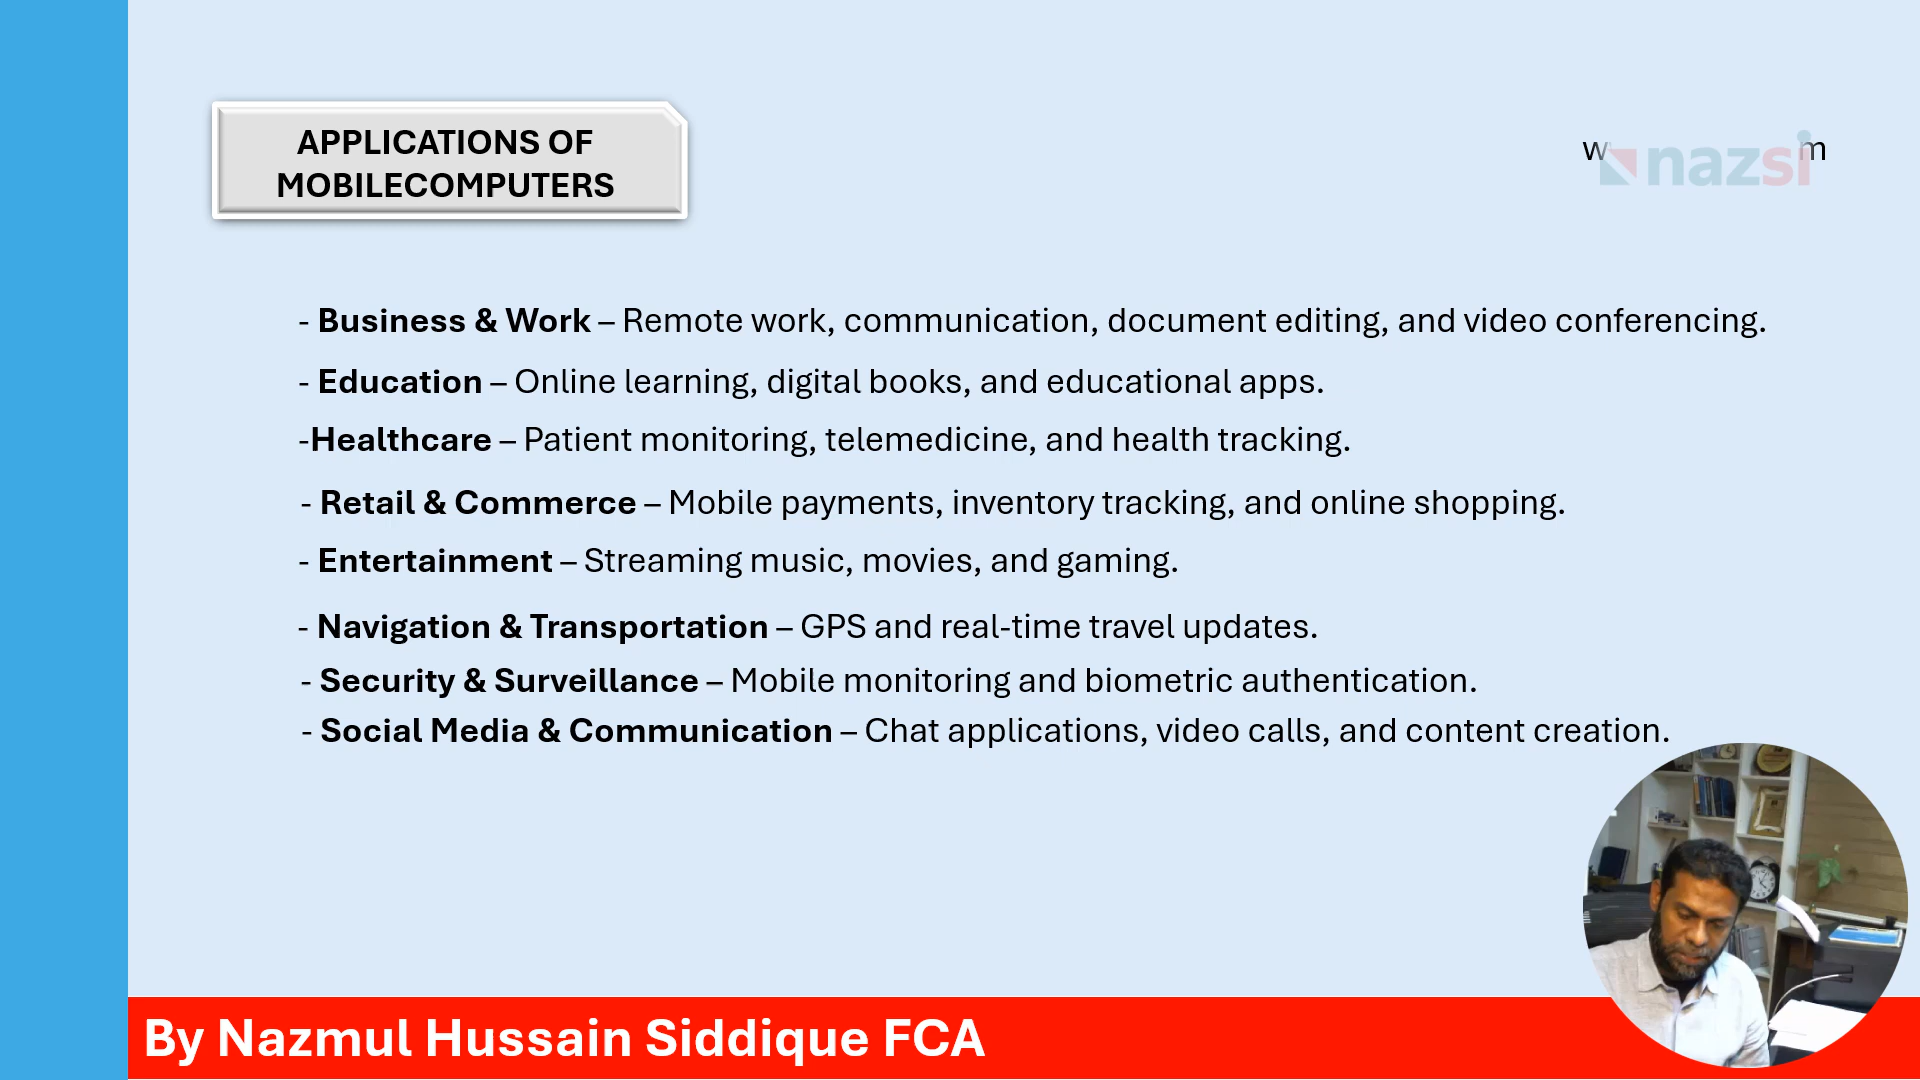 APPLICATIONS OF
MOBILECOMPUTERS
nazsi
- Business & Work – Remote work, communication, document editing, and video conferencing.
- Education – Online learning, digital books, and educational apps.
-Healthcare – Patient monitoring, telemedicine, and health tracking.
- Retail & Commerce – Mobile payments, inventory tracking, and online shopping.
- Entertainment – Streaming music, movies, and gaming.
- Navigation & Transportation – GPS and real-time travel updates.
- Security & Surveillance – Mobile monitoring and biometric authentication.
- Social Media & Communication – Chat applications, video calls, and content creation.
By Nazmul Hussain Siddique FCA